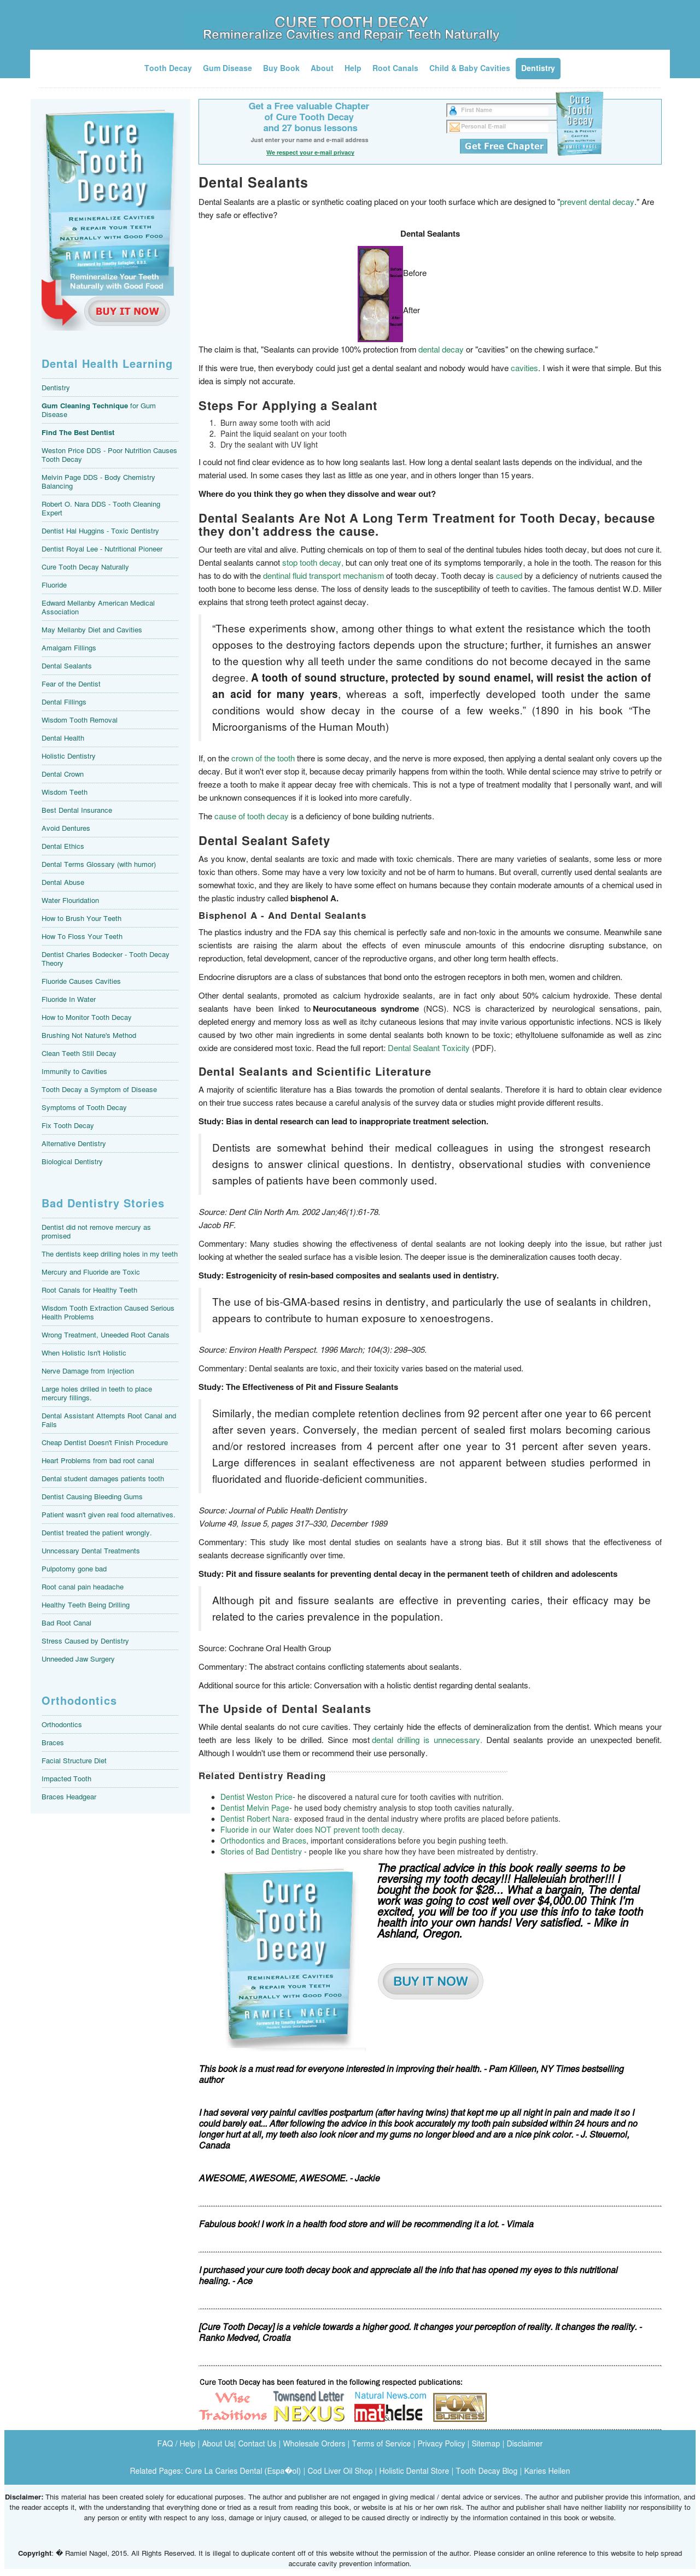 CURE TOOTH DECAY
Remineralize Cavities and Repair Teeth Naturally
Tooth Decay Gum Disease Buy Book About Help Root Canals Child & Baby Cavities Dentistry
Cure
Tooth
Decay
REMINERALIZE CAVITIES
& REPAIR YOUR TEETH
NATURALLY WITH GOOD FOOD
RAMIEL NAGEL
Remineralize Your Teeth
Naturally with Good Food
BUY IT NOW
Dental Health Learning
Dentistry
Gum Cleaning Technique for Gum
Disease
Find The Best Dentist
Weston Price DDS - Poor Nutrition Causes
Tooth Decay
Melvin Page DDS - Body Chemistry
Balancing
Robert O. Nara DDS - Tooth Cleaning
Expert
Dentist Hal Huggins - Toxic Dentistry
Dentist Royal Lee - Nutritional Pioneer
Cure Tooth Decay Naturally
Fluoride
Edward Mellanby American Medical
Association
May Mellanby Diet and Cavities
Amalgam Fillings
Dental Sealants
Fear of the Dentist
Dental Fillings
Wisdom Tooth Removal
Dental Health
Holistic Dentistry
Dental Crown
Wisdom Teeth
Best Dental Insurance
Avoid Dentures
Dental Ethics
Dental Terms Glossary (with humor)
Dental Abuse
Water Flouridation
How to Brush Your Teeth
How To Floss Your Teeth
Dentist Charles Bodecker - Tooth Decay
Theory
Fluoride Causes Cavities
Fluoride In Water
How to Monitor Tooth Decay
Brushing Not Nature's Method
Clean Teeth Still Decay
Immunity to Cavities
Tooth Decay a Symptom of Disease
Symptoms of Tooth Decay
Fix Tooth Decay
Alternative Dentistry
Biological Dentistry
Bad Dentistry Stories
Dentist did not remove mercury as
promised
The dentists keep drilling holes in my teeth
Mercury and Fluoride are Toxic
Root Canals for Healthy Teeth
Wisdom Tooth Extraction Caused Serious
Health Problems
Wrong Treatment, Uneeded Root Canals
When Holistic Isn't Holistic
Nerve Damage from Injection
Large holes drilled in teeth to place
mercury fillings.
Dental Assistant Attempts Root Canal and
Fails
Cheap Dentist Doesn't Finish Procedure
Heart Problems from bad root canal
Dental student damages patients tooth
Dentist Causing Bleeding Gums
Patient wasn't given real food alternatives.
Dentist treated the patient wrongly.
Unncessary Dental Treatments
Pulpotomy gone bad
Root canal pain headache
Healthy Teeth Being Drilling
Bad Root Canal
Stress Caused by Dentistry
Unneeded Jaw Surgery
Orthodontics
Orthodontics
Braces
Facial Structure Diet
Impacted Tooth
Braces Headgear
Get a Free valuable Chapter
of Cure Tooth Decay
and 27 bonus lessons
Just enter your name and e-mail address
We respect your e-mail privacy
First Name
Personal E-mail
Get Free Chapter
Cure
Tooth
Decay
Dental Sealants
Dental Sealants are a plastic or synthetic coating placed on your tooth surface which are designed to "prevent dental decay." Are
they safe or effective?
Dental Sealants
Before
After
The claim is that, "Sealants can provide 100% protection from dental decay or "cavities" on the chewing surface."
If this were true, then everybody could just get a dental sealant and nobody would have cavities. I wish it were that simple. But this
idea is simply not accurate.
Steps For Applying a Sealant
1. Burn away some tooth with acid
2. Paint the liquid sealant on your tooth
3. Dry the sealant with UV light
I could not find clear evidence as to how long sealants last. How long a dental sealant lasts depends on the individual, and the
material used. In some cases they last as little as one year, and in others longer than 15 years.
Where do you think they go when they dissolve and wear out?
Dental Sealants Are Not A Long Term Treatment for Tooth Decay, because
they don't address the cause.
Our teeth are vital and alive. Putting chemicals on top of them to seal of the dentinal tubules hides tooth decay, but does not cure it.
Dental sealants cannot stop tooth decay, but can only treat one of its symptoms temporarily, a hole in the tooth. The reason for this
has to do with the dentinal fluid transport mechanism of tooth decay. Tooth decay is caused by a deficiency of nutrients caused the
tooth bone to become less dense. The loss of density leads to the susceptibility of teeth to cavities. The famous dentist W.D. Miller
explains that strong teeth protect against decay.
“These experiments show, among other things to what extent the resistance which the tooth
opposes to the destroying factors depends upon the structure; further, it furnishes an answer
to the question why all teeth under the same conditions do not become decayed in the same
degree. A tooth of sound structure, protected by sound enamel, will resist the action of
an acid for many years, whereas a soft, imperfectly developed tooth under the same
conditions would show decay in the course of a few weeks.” (1890 in his book “The
Microorganisms of the Human Mouth)
If, on the crown of the tooth there is some decay, and the nerve is more exposed, then applying a dental sealant only covers up the
decay. But it won't ever stop it, because decay primarily happens from within the tooth. While dental science may strive to petrify or
freeze a tooth to make it appear decay free with chemicals. This is not a type of treatment modality that I personally want, and will
be unknown consequences if it is looked into more carefully.
The cause of tooth decay is a deficiency of bone building nutrients.
Dental Sealant Safety
As you know, dental sealants are toxic and made with toxic chemicals. There are many varieties of sealants, some less or more
toxic than others. Some may have a very low toxicity and not be of harm to humans. But overall, currently used dental sealants are
somewhat toxic, and they are likely to have some effect on humans because they contain moderate amounts of a chemical used in
the plastic industry called bisphenol A.
Bisphenol A - And Dental Sealants
The plastics industry and the FDA say this chemical is perfectly safe and non-toxic in the amounts we consume. Meanwhile sane
scientists are raising the alarm about the effects of even minuscule amounts of this endocrine disrupting substance, on
reproduction, fetal development, cancer of the reproductive organs, and other long term health effects.
Endocrine disruptors are a class of substances that bond onto the estrogen receptors in both men, women and children.
Other dental sealants, promoted as calcium hydroxide sealants, are in fact only about 50% calcium hydroxide. These dental
sealants have been linked to Neurocutaneous syndrome (NCS). NCS is characterized by neurological sensations, pain,
depleted energy and memory loss as well as itchy cutaneous lesions that may invite various opportunistic infections. NCS is likely
caused by two other main ingredients in some dental sealants both known to be toxic; ethyltoluene sulfonamide as well as zinc
oxide are considered most toxic. Read the full report: Dental Sealant Toxicity (PDF).
Dental Sealants and Scientific Literature
A majority of scientific literature has a Bias towards the promotion of dental sealants. Therefore it is hard to obtain clear evidence
on their true success rates because a careful analysis of the survey data or studies might provide different results.
Study: Bias in dental research can lead to inappropriate treatment selection.
Dentists are somewhat behind their medical colleagues in using the strongest research
designs to answer clinical questions. In dentistry, observational studies with convenience
samples of patients have been commonly used.
Source: Dent Clin North Am. 2002 Jan;46(1):61-78.
Jacob RF.
Commentary: Many studies showing the effectiveness of dental sealants are not looking deeply into the issue, but rather just
looking at whether the sealed surface has a visible lesion. The deeper issue is the demineralization causes tooth decay.
Study: Estrogenicity of resin-based composites and sealants used in dentistry.
The use of bis-GMA-based resins in dentistry, and particularly the use of sealants in children,
appears to contribute to human exposure to xenoestrogens.
Source: Environ Health Perspect. 1996 March; 104(3): 298–305.
Commentary: Dental sealants are toxic, and their toxicity varies based on the material used.
Study: The Effectiveness of Pit and Fissure Sealants
Similarly, the median complete retention declines from 92 percent after one year to 66 percent
after seven years. Conversely, the median percent of sealed first molars becoming carious
and/or restored increases from 4 percent after one year to 31 percent after seven years.
Large differences in sealant effectiveness are not apparent between studies performed in
fluoridated and fluoride-deficient communities.
Source: Journal of Public Health Dentistry
Volume 49, Issue 5, pages 317–330, December 1989
Commentary: This study like most dental studies on sealants have a strong bias. But it still shows that the effectiveness of
sealants decrease significantly over time.
Study: Pit and fissure sealants for preventing dental decay in the permanent teeth of children and adolescents
Although pit and fissure sealants are effective in preventing caries, their efficacy may be
related to the caries prevalence in the population.
Source: Cochrane Oral Health Group
Commentary: The abstract contains conflicting statements about sealants.
Additional source for this article: Conversation with a holistic dentist regarding dental sealants.
The Upside of Dental Sealants
While dental sealants do not cure cavities. They certainly hide the effects of demineralization from the dentist. Which means your
teeth are less likely to be drilled. Since most dental drilling is unnecessary. Dental sealants provide an unexpected benefit.
Although I wouldn't use them or recommend their use personally.
Related Dentistry Reading
Dentist Weston Price- he discovered a natural cure for tooth cavities with nutrition.
Dentist Melvin Page- he used body chemistry analysis to stop tooth cavities naturally.
Dentist Robert Nara- exposed fraud in the dental industry where profits are placed before patients.
Fluoride in our Water does NOT prevent tooth decay.
Orthodontics and Braces, important considerations before you begin pushing teeth.
Stories of Bad Dentistry - people like you share how they have been mistreated by dentistry.
Cure
Tooth
Decay
REMINERALIZE CAVITIES
& REPAIR YOUR TEETH
NATURALLY WITH GOOD FOOD
RAMIEL NAGEL
The practical advice in this book really seems to be
reversing my tooth decay!!! Halleleuiah brother!!! I
bought the book for $28... What a bargain, The dental
work was going to cost well over $4,000.00 Think I'm
excited, you will be too if you use this info to take tooth
health into your own hands! Very satisfied. - Mike in
Ashland, Oregon.
BUY IT NOW
This book is a must read for everyone interested in improving their health. - Pam Killeen, NY Times bestselling
author
I had several very painful cavities postpartum (after having twins) that kept me up all night in pain and made it so I
could barely eat... After following the advice in this book accurately my tooth pain subsided within 24 hours and no
longer hurt at all, my teeth also look nicer and my gums no longer bleed and are a nice pink color. - J. Steuernol,
Canada
AWESOME, AWESOME, AWESOME. - Jackie
Fabulous book! I work in a health food store and will be recommending it a lot. - Vimala
I purchased your cure tooth decay book and appreciate all the info that has opened my eyes to this nutritional
healing. - Ace
[Cure Tooth Decay] is a vehicle towards a higher good. It changes your perception of reality. It changes the reality. -
Ranko Medved, Croatia
Cure Tooth Decay has been featured in the following respected publications:
Wise
Traditions
Townsend Letter
NEXUS
Natural News.com
mat&helse
FOX
BUSINESS
FAQ / Help | About Us| Contact Us | Wholesale Orders | Terms of Service | Privacy Policy | Sitemap | Disclaimer
Related Pages: Cure La Caries Dental (Espa�ol) | Cod Liver Oil Shop | Holistic Dental Store | Tooth Decay Blog | Karies Heilen
Disclaimer: This material has been created solely for educational purposes. The author and publisher are not engaged in giving medical / dental advice or services. The author and publisher provide this information, and
the reader accepts it, with the understanding that everything done or tried as a result from reading this book, or website is at his or her own risk. The author and publisher shall have neither liability nor responsibility to
any person or entity with respect to any loss, damage or injury caused, or alleged to be caused directly or indirectly by the information contained in this book or website.
Copyright: � Ramiel Nagel, 2015. All Rights Reserved. It is illegal to duplicate content off of this website without the permission of the author. Please consider an online reference to this website to help spread
accurate cavity prevention information.